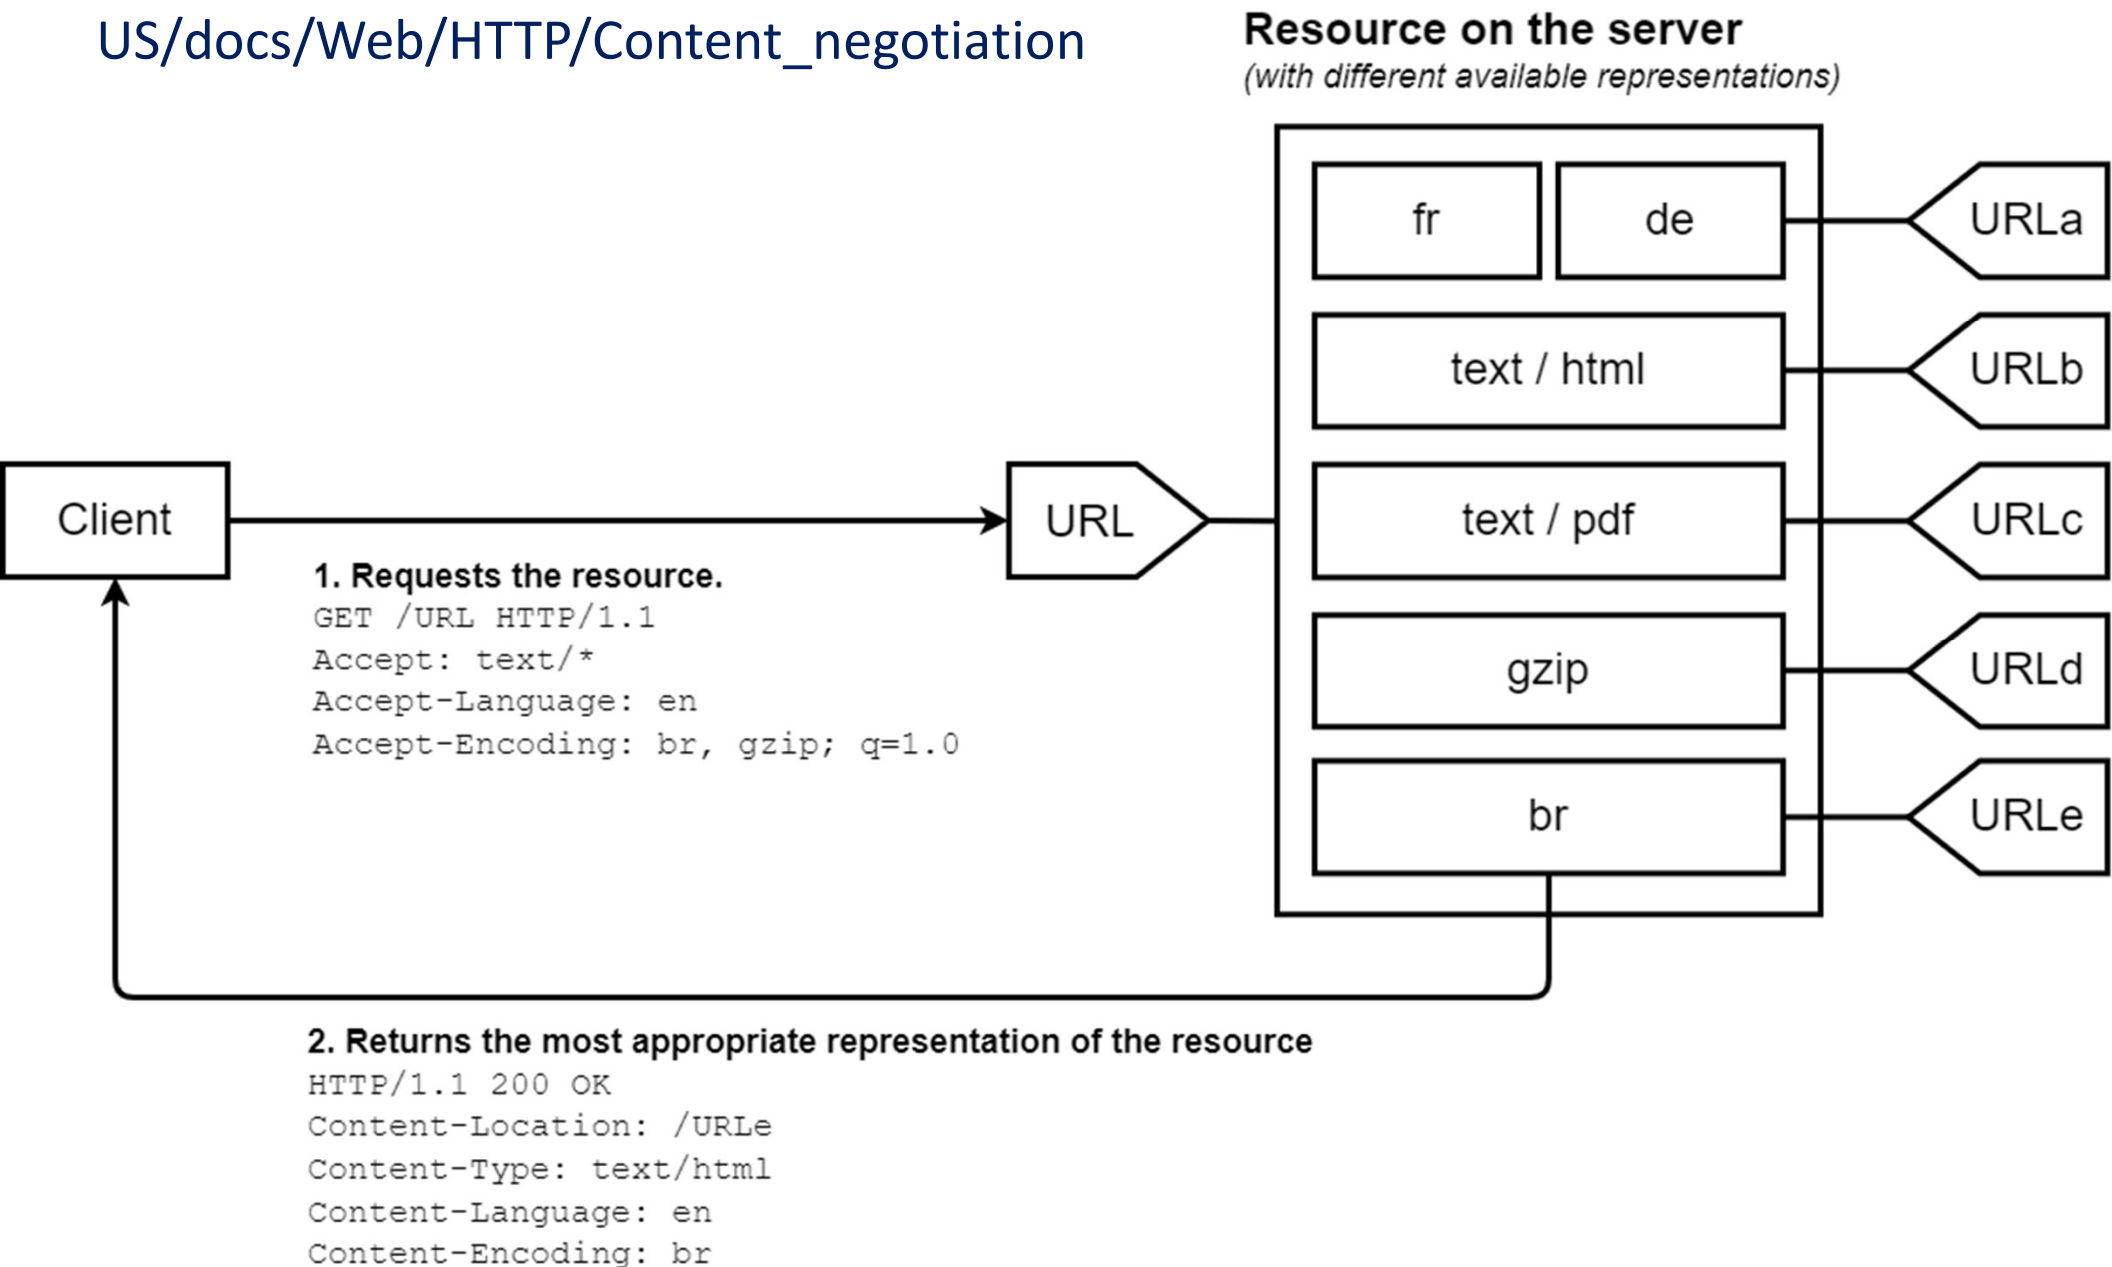 US/docs/Web/HTTP/Content_negotiation
Resource on the server
(with different available representations)
fr
de
URLa
text / html
URLb
Client
URL
text / pdf
URLc
1. Requests the resource.
GET /URL HTTP/1.1
Accept: text/*
Accept-Language: en
Accept-Encoding: br, gzip; q=1.0
gzip
URLd
br
URLe
2. Returns the most appropriate representation of the resource
HTTP/1.1 200 OK
Content-Location: /URLe
Content-Type: text/html
Content-Language: en
Content-Encoding: br